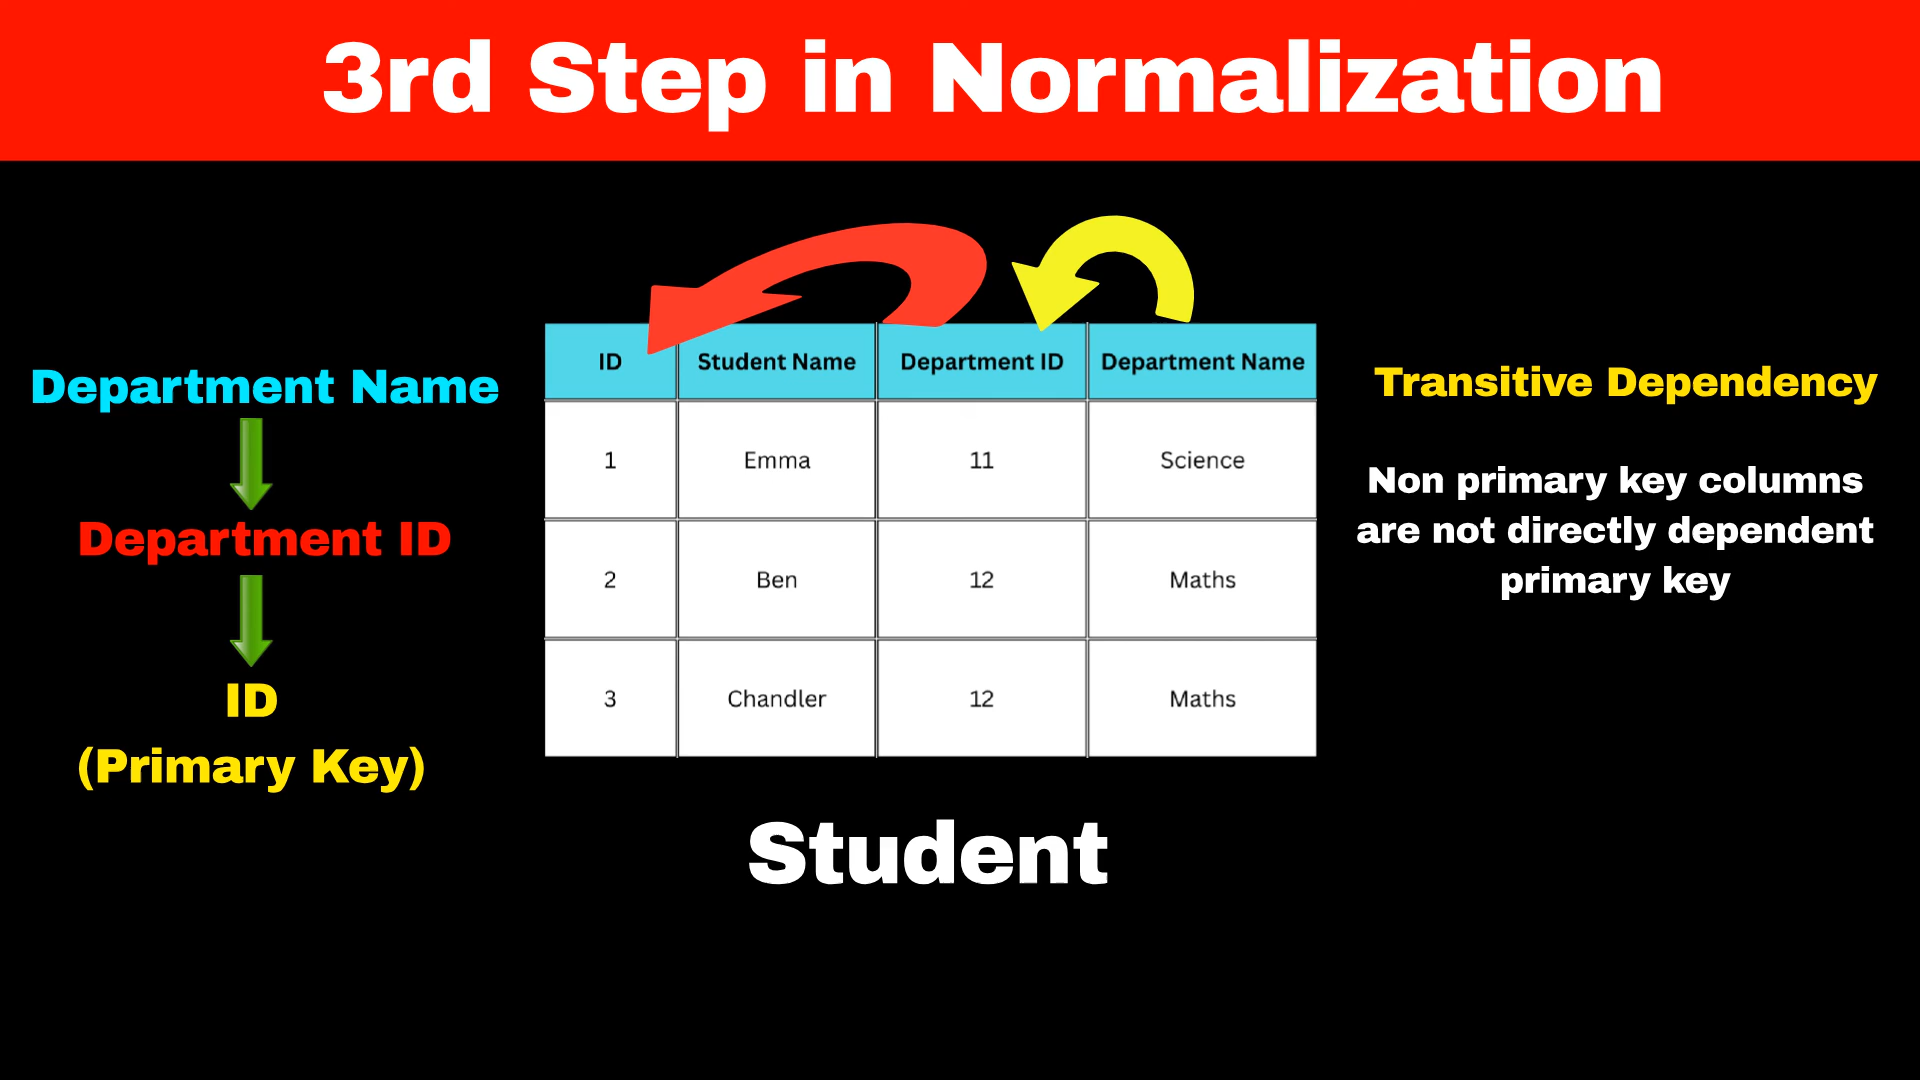 3rd Step in Normalization
Department Name
Department ID
ID
(Primary Key)
ID Student Name Department ID Department Name
1 Emma 11 Science
2 Ben 12 Maths
3 Chandler 12 Maths
Student
Transitive Dependency
Non primary key columns
are not directly dependent
primary key